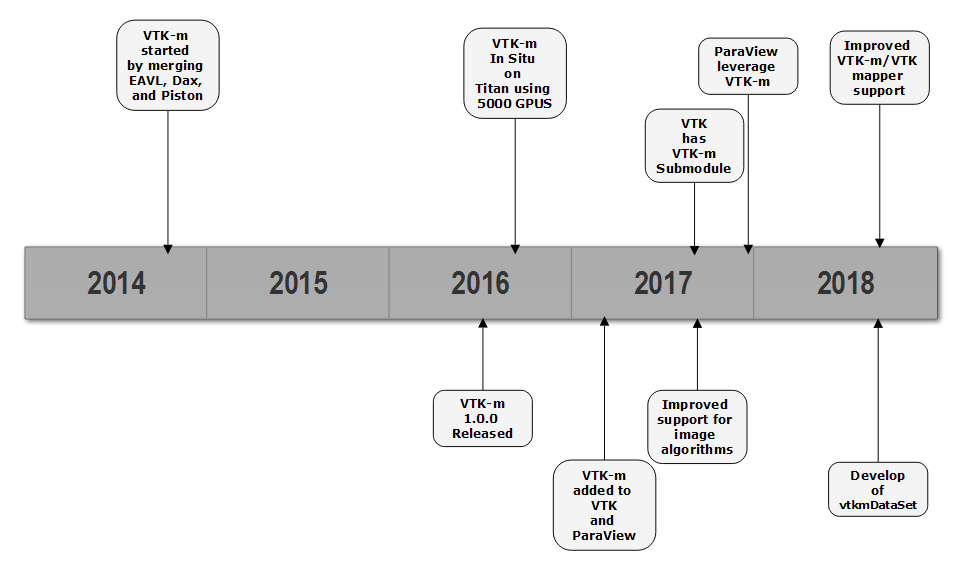 VTK-m
started
by merging
EAVL, Dax,
and Piston
VTK-m
In Situ
on
Titan using
5000 GPUS
ParaView
leverage
VTK-m
Improved
VTK-m/VTK
mapper
support
VTK
has
VTK-m
Submodule
2014
2015
2016
2017
2018
VTK-m
1.0.0
Released
Improved
support for
image
algorithms
VTK-m
added to
VTK
and
ParaView
Develop
of
vtkmDataSet